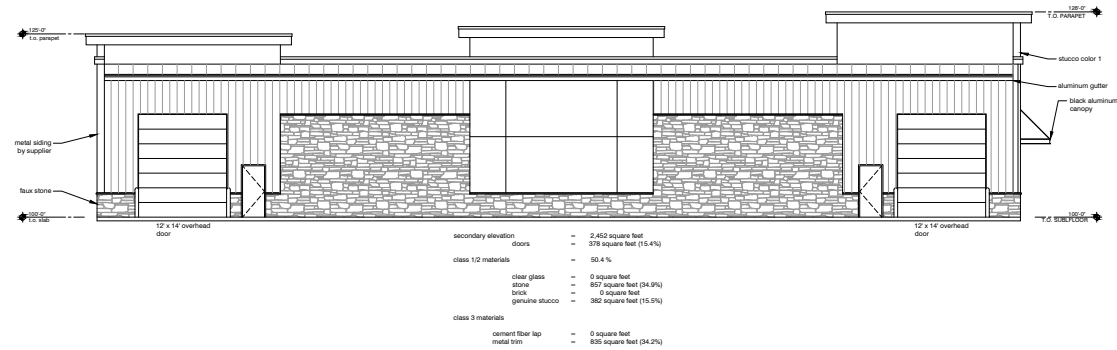 128'-0"
T.O. PARAPET
125'-0"
t.o. parapet
stucco color 1
aluminum gutter
black aluminum
canopy
metal siding
by supplier
faux stone
100'-0"
t.o. slab
100'-0"
T.O. SUBFLOOR
12' x 14' overhead
door
12' x 14' overhead
door
secondary elevation = 2,452 square feet
doors = 378 square feet (15.4%)
class 1/2 materials = 50.4 %
clear glass = 0 square feet
stone = 857 square feet (34.9%)
brick = 0 square feet
genuine stucco = 382 square feet (15.5%)
class 3 materials
cement fiber lap = 0 square feet
metal trim = 835 square feet (34.2%)